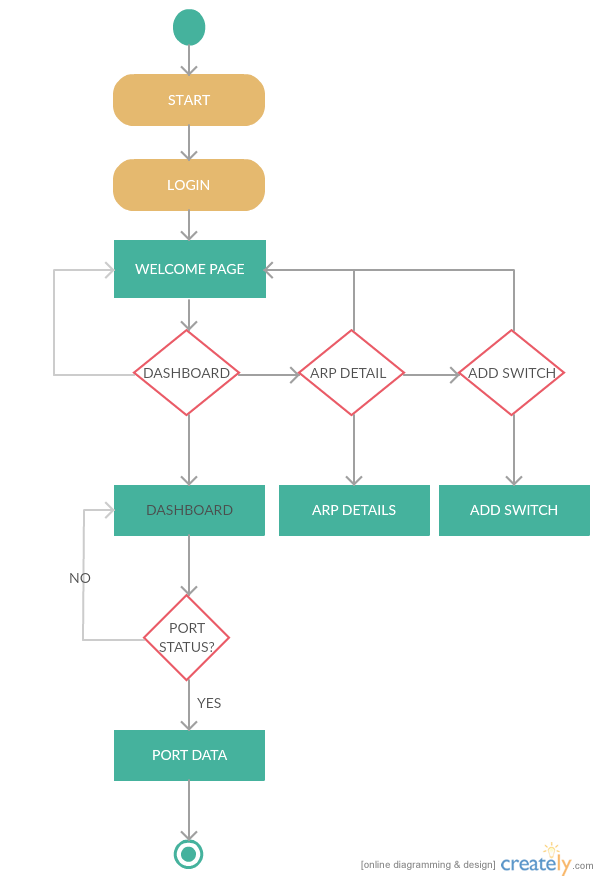 START
LOGIN
WELCOME PAGE
DASHBOARD
ARP DETAIL
ADD SWITCH
DASHBOARD
ARP DETAILS
ADD SWITCH
NO
PORT
STATUS?
YES
PORT DATA
[online diagramming & design] creately.com